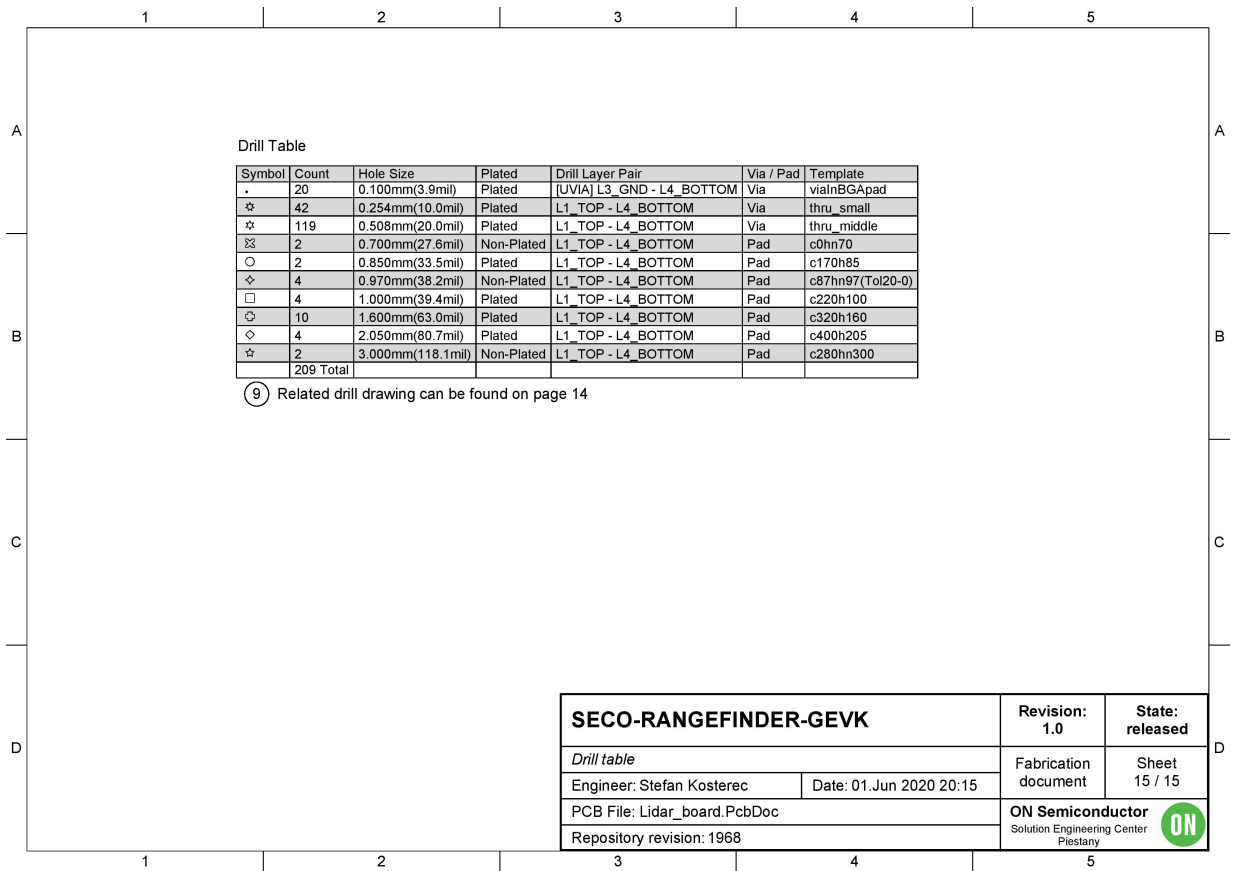 1 2 3 4 5
A A
Drill Table
Symbol Count Hole Size Plated Drill Layer Pair Via / Pad Template
20 0.100mm(3.9mil) Plated [UVIA] L3_GND - L4_BOTTOM Via viaInBGApad
42 0.254mm(10.0mil) Plated L1_TOP - L4_BOTTOM Via thru_small
119 0.508mm(20.0mil) Plated L1_TOP - L4_BOTTOM Via thru_middle
2 0.700mm(27.6mil) Non-Plated L1_TOP - L4_BOTTOM Pad c0hn70
2 0.850mm(33.5mil) Plated L1_TOP - L4_BOTTOM Pad c170h85
4 0.970mm(38.2mil) Non-Plated L1_TOP - L4_BOTTOM Pad c87hn97(Tol20-0)
4 1.000mm(39.4mil) Plated L1_TOP - L4_BOTTOM Pad c220h100
10 1.600mm(63.0mil) Plated L1_TOP - L4_BOTTOM Pad c320h160
B B
4 2.050mm(80.7mil) Plated L1_TOP - L4_BOTTOM Pad c400h205
2 3.000mm(118.1mil) Non-Plated L1_TOP - L4_BOTTOM Pad c280hn300
209 Total
9 Related drill drawing can be found on page 14
C C
SECO-RANGEFINDER-GEVK
Revision: 1.0
State: released
D D
Drill table
Fabrication document
Sheet 15 / 15
Engineer: Stefan Kosterec Date: 01.Jun 2020 20:15
PCB File: Lidar_board.PcbDoc
Repository revision: 1968
ON Semiconductor
Solution Engineering Center
Piestany
ON
1 2 3 4 5